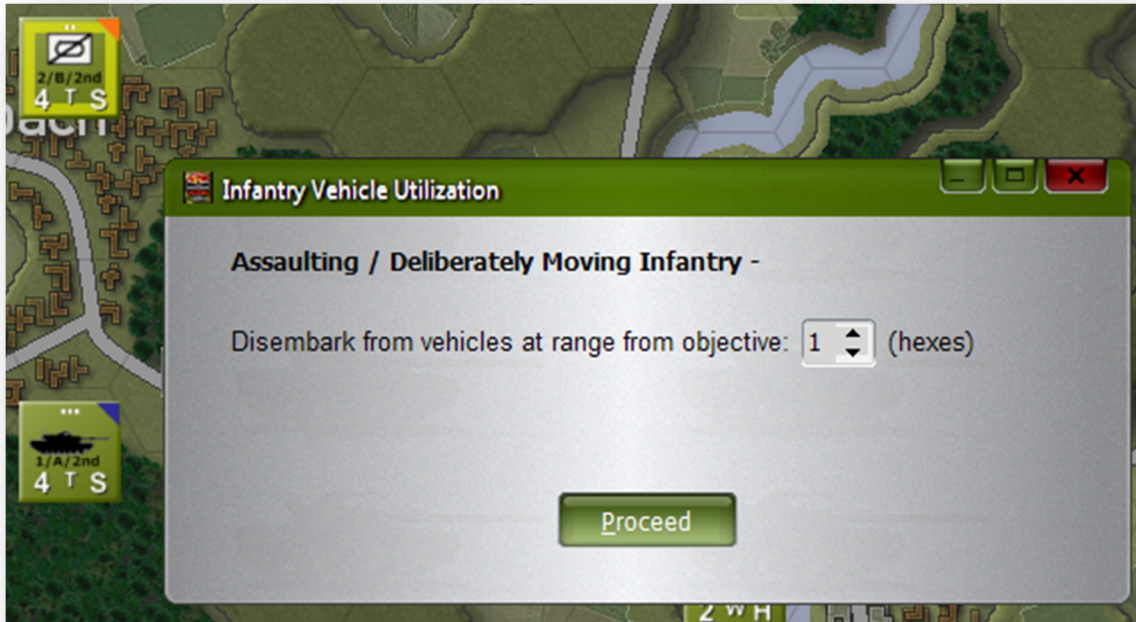 2/B/2nd
4 T S
bach
Infantry Vehicle Utilization
Assaulting / Deliberately Moving Infantry -
Disembark from vehicles at range from objective: 1 (hexes)
1/A/2nd
4 T S
Proceed
2 W H